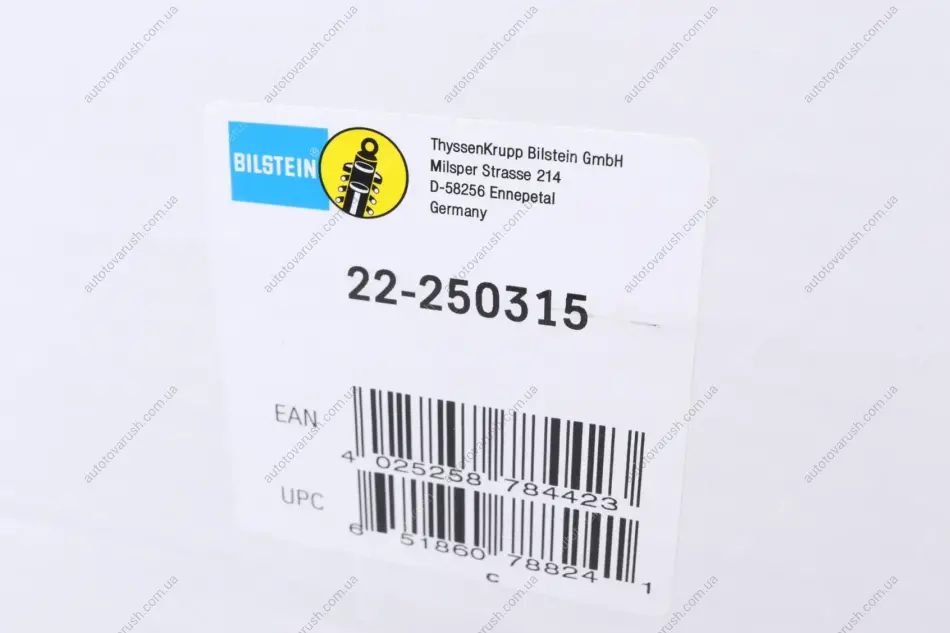 BILSTEIN®
ThyssenKrupp Bilstein GmbH
Milsper Strasse 214
D-58256 Ennepetal
Germany
22-250315
EAN
4 025258 784423
UPC
6 51860 78824 1
c
autotovarush.com.ua